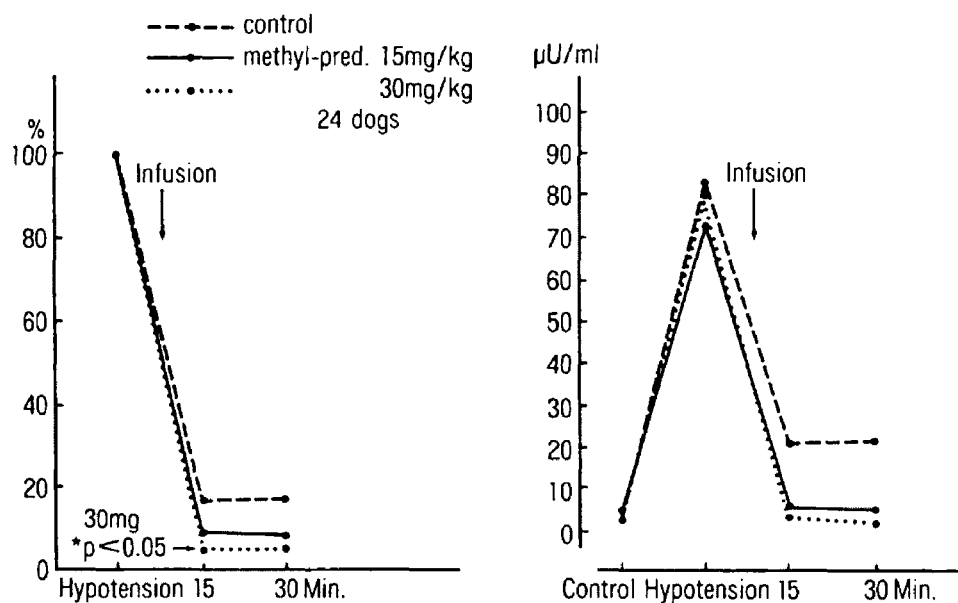 control
methyl-pred. 15mg/kg
30mg/kg
24 dogs
%
100
80
60
40
20
0
Infusion
30mg
*p<0.05
Hypotension 15 30 Min.
μU/ml
100
90
80
70
60
50
40
30
20
10
0
Infusion
Control Hypotension 15 30 Min.